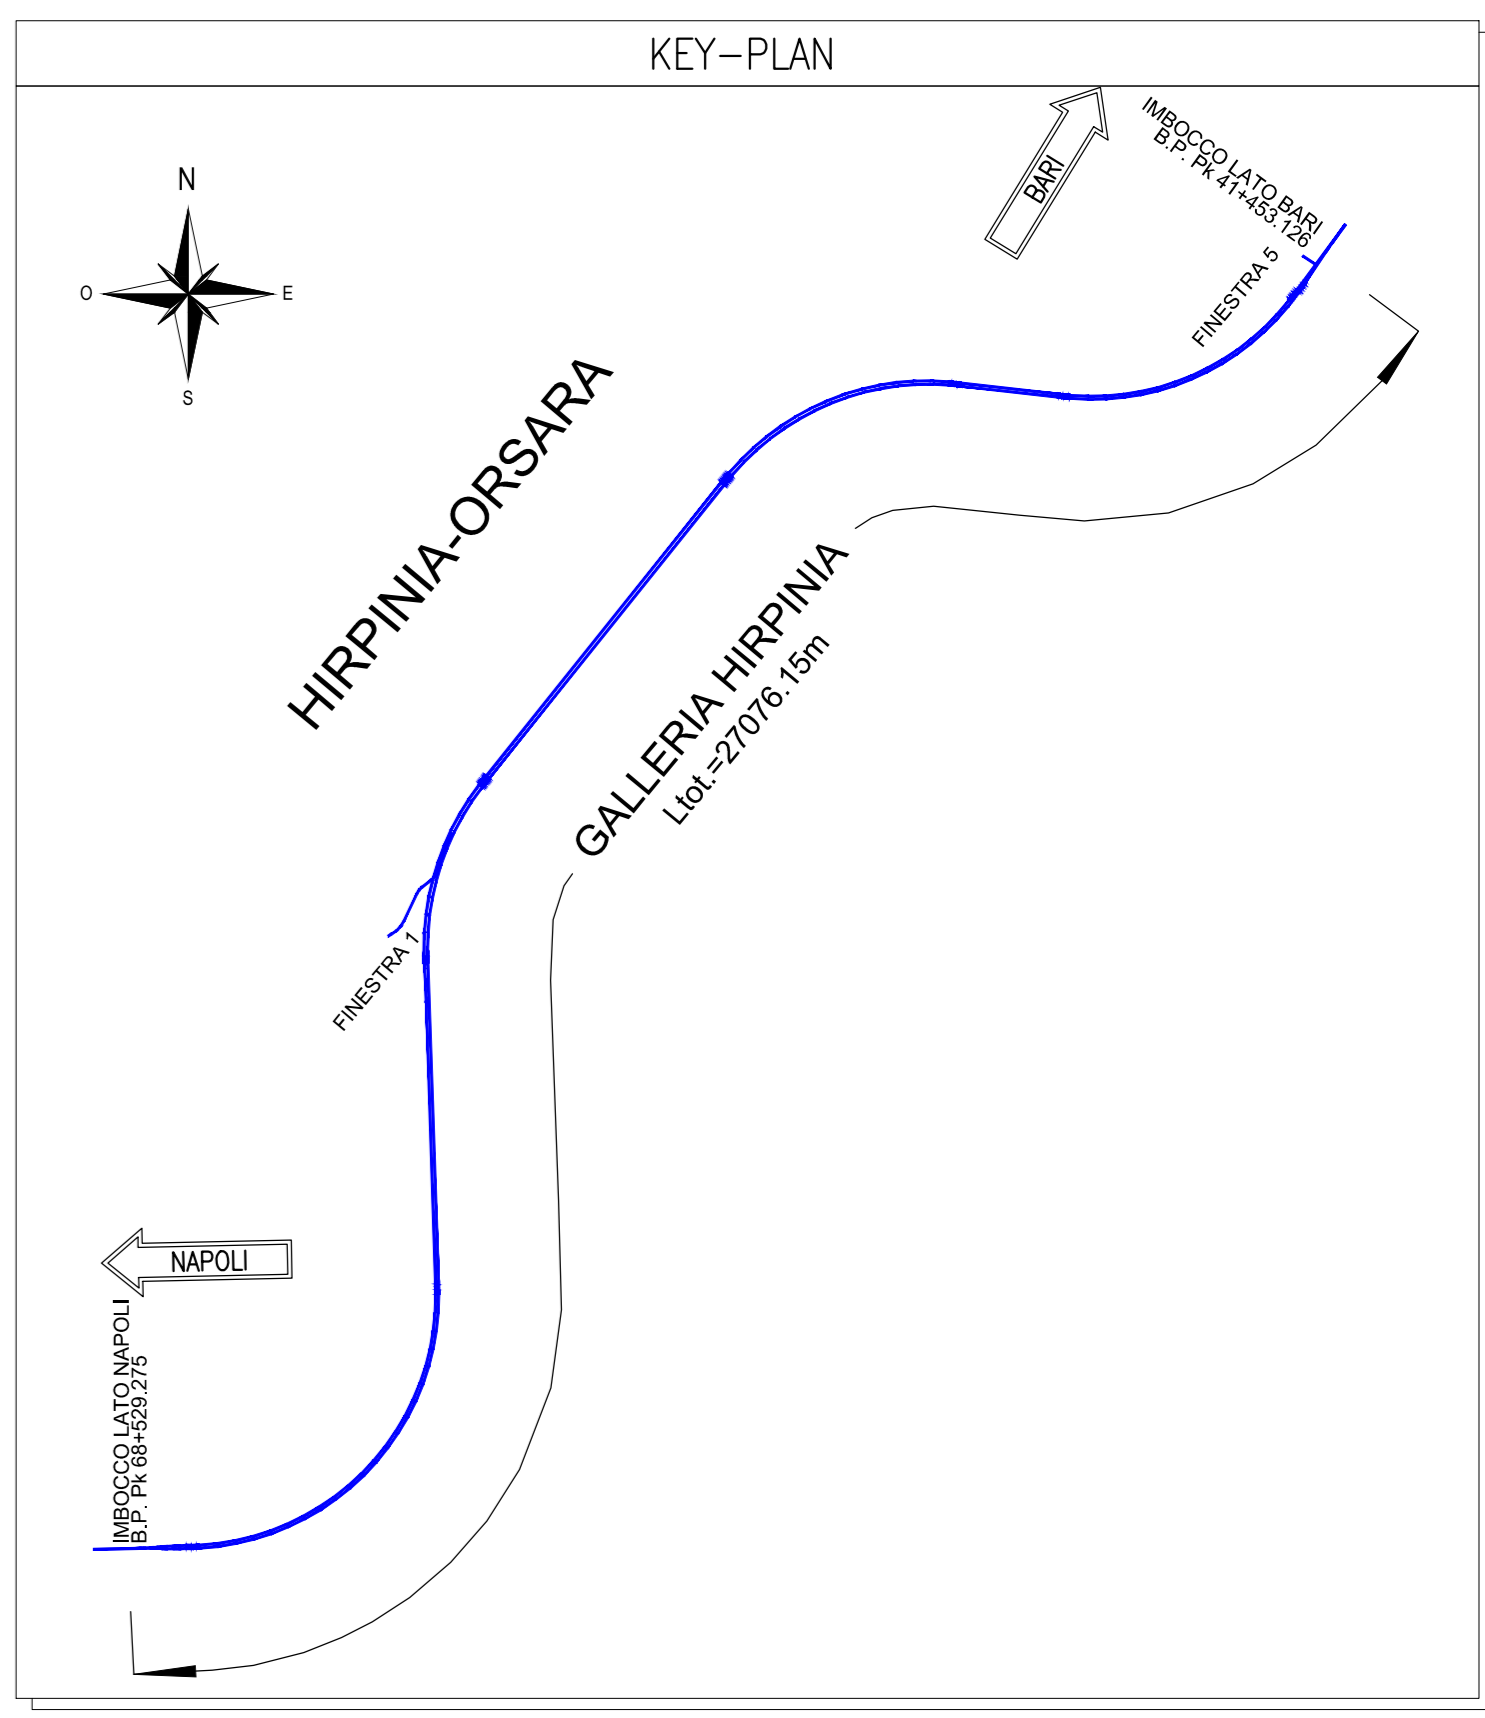 KEY-PLAN
N
O
E
S
BARI
IMBOCCO LATO BARI
B.P. Pk 41+453.126
FINESTRA 5
HIRPINIA-ORSARA
GALLERIA HIRPINIA
Ltot.=27076.15m
FINESTRA 1
NAPOLI
IMBOCCO LATO NAPOLI
B.P. Pk 68+529.275